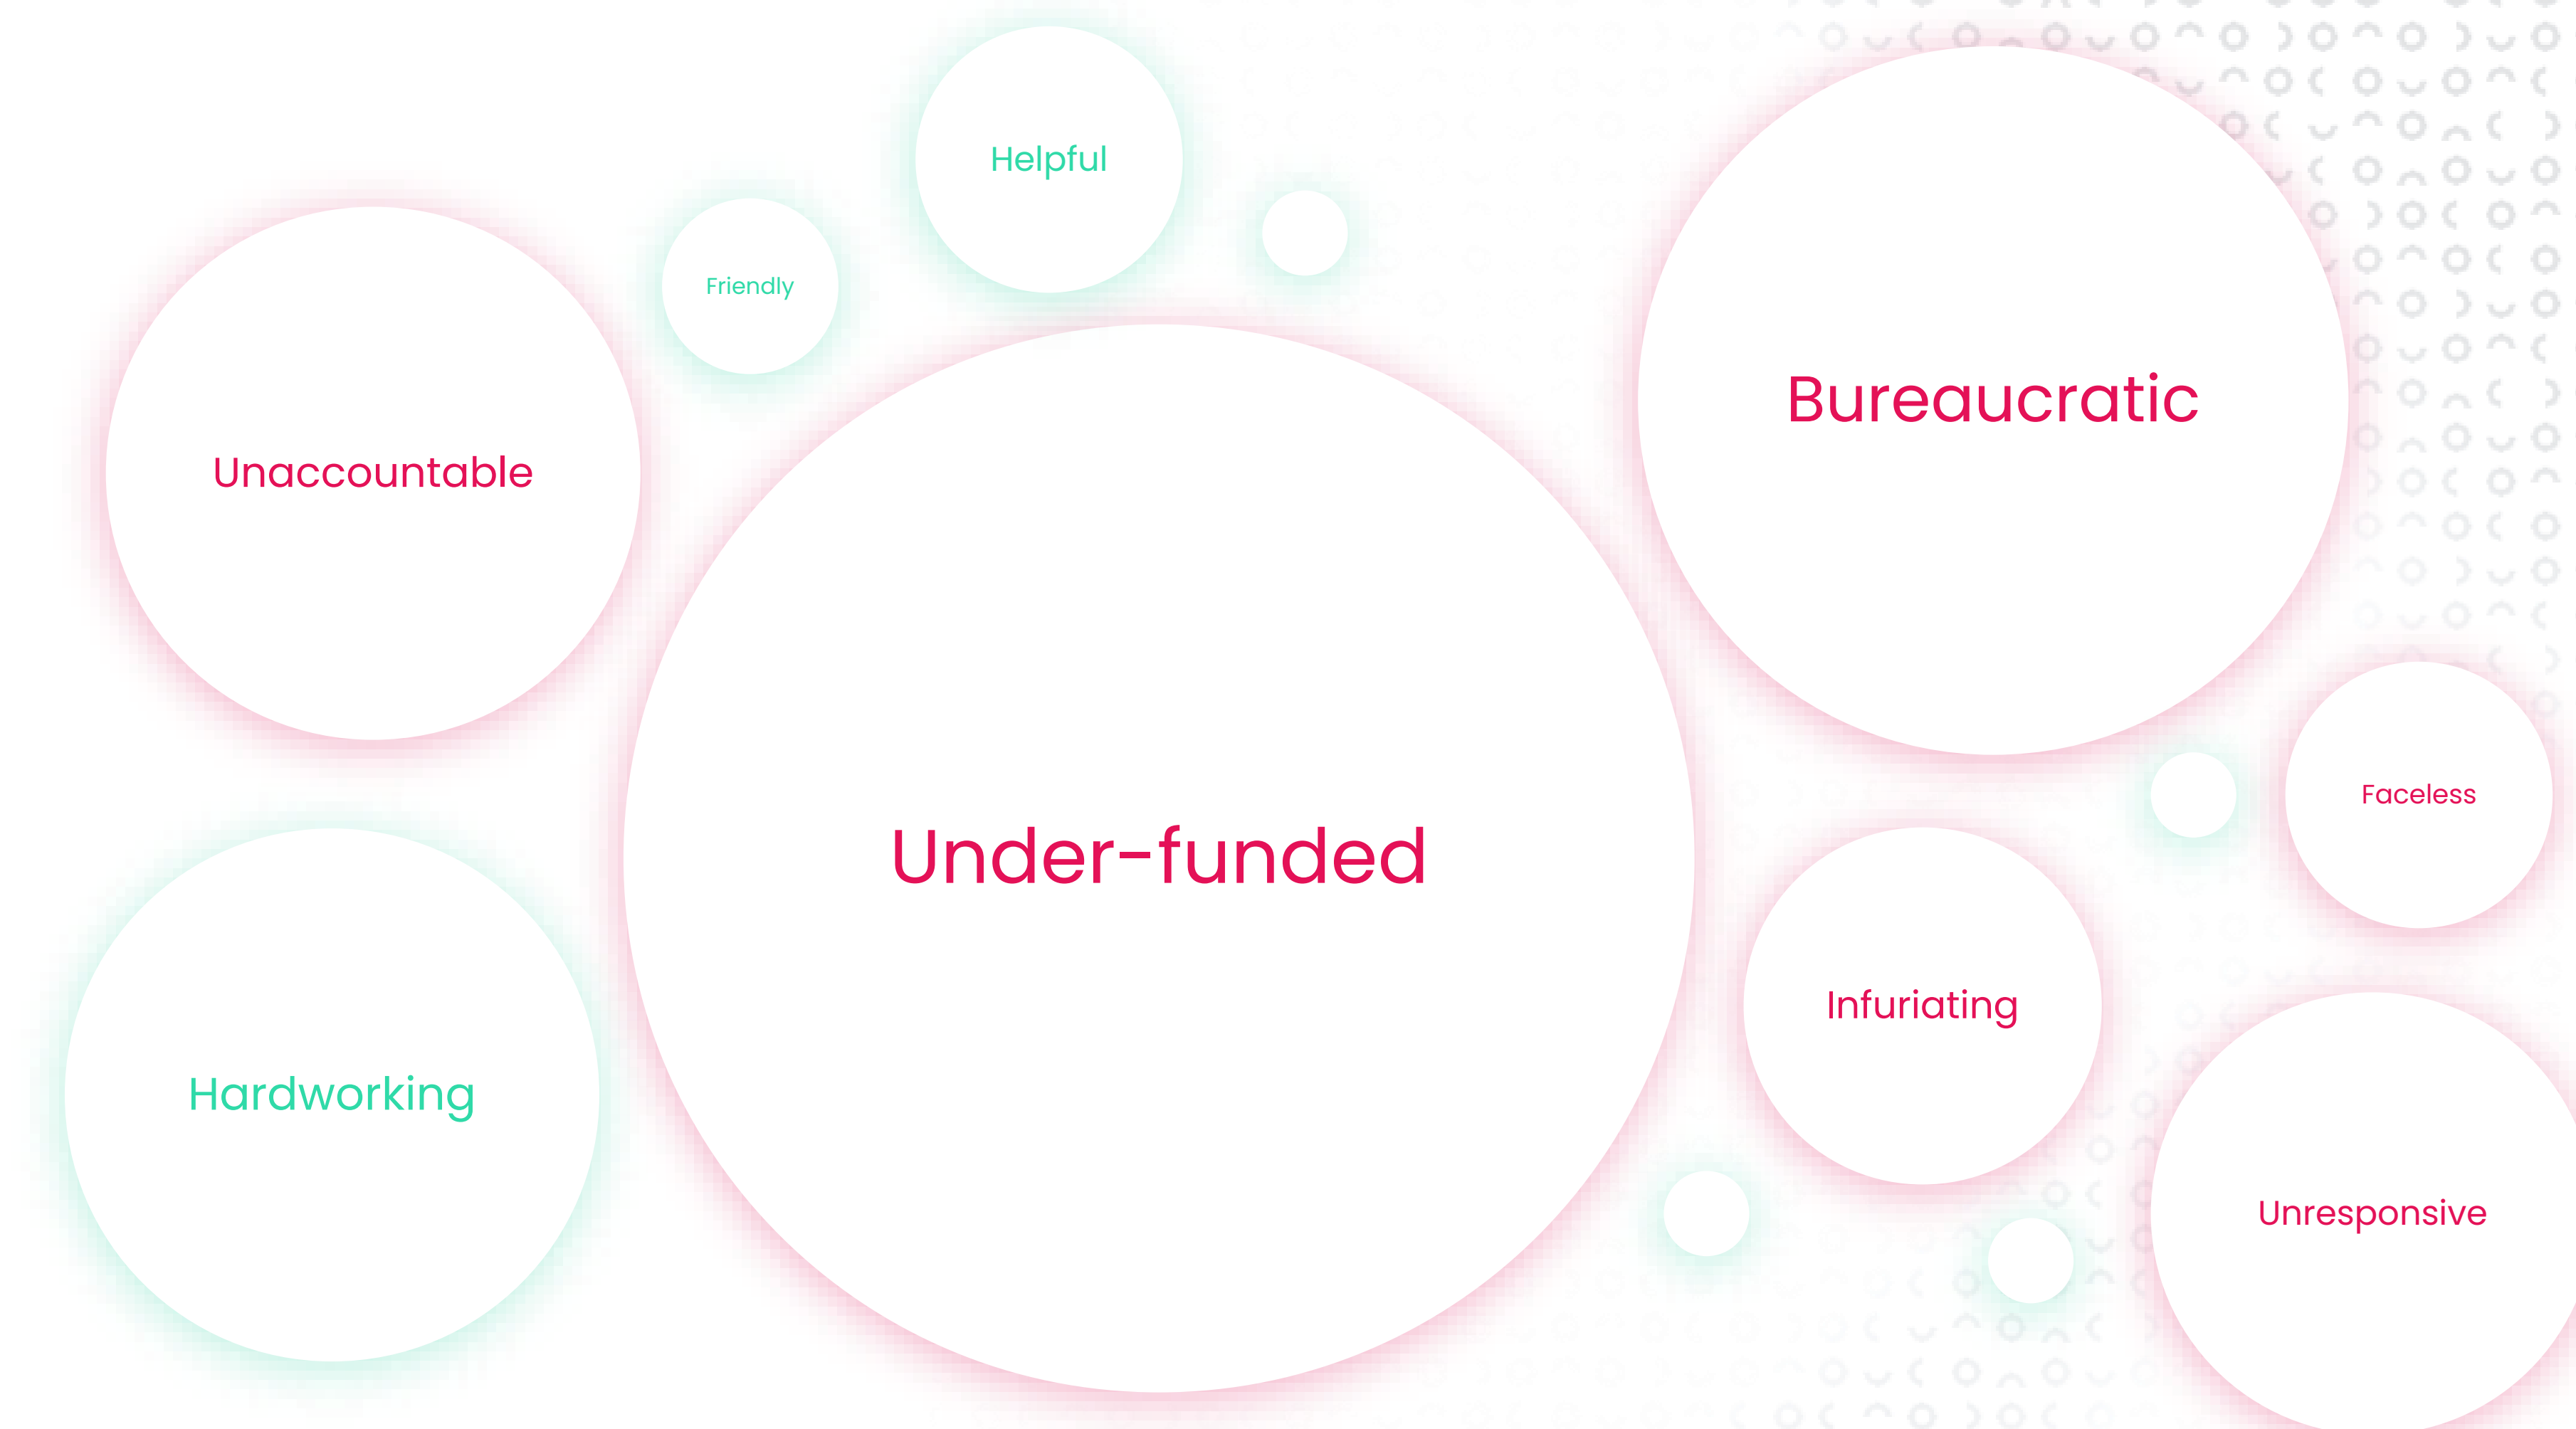 Helpful
Friendly
Bureaucratic
Unaccountable
Faceless
Under-funded
Infuriating
Hardworking
Unresponsive